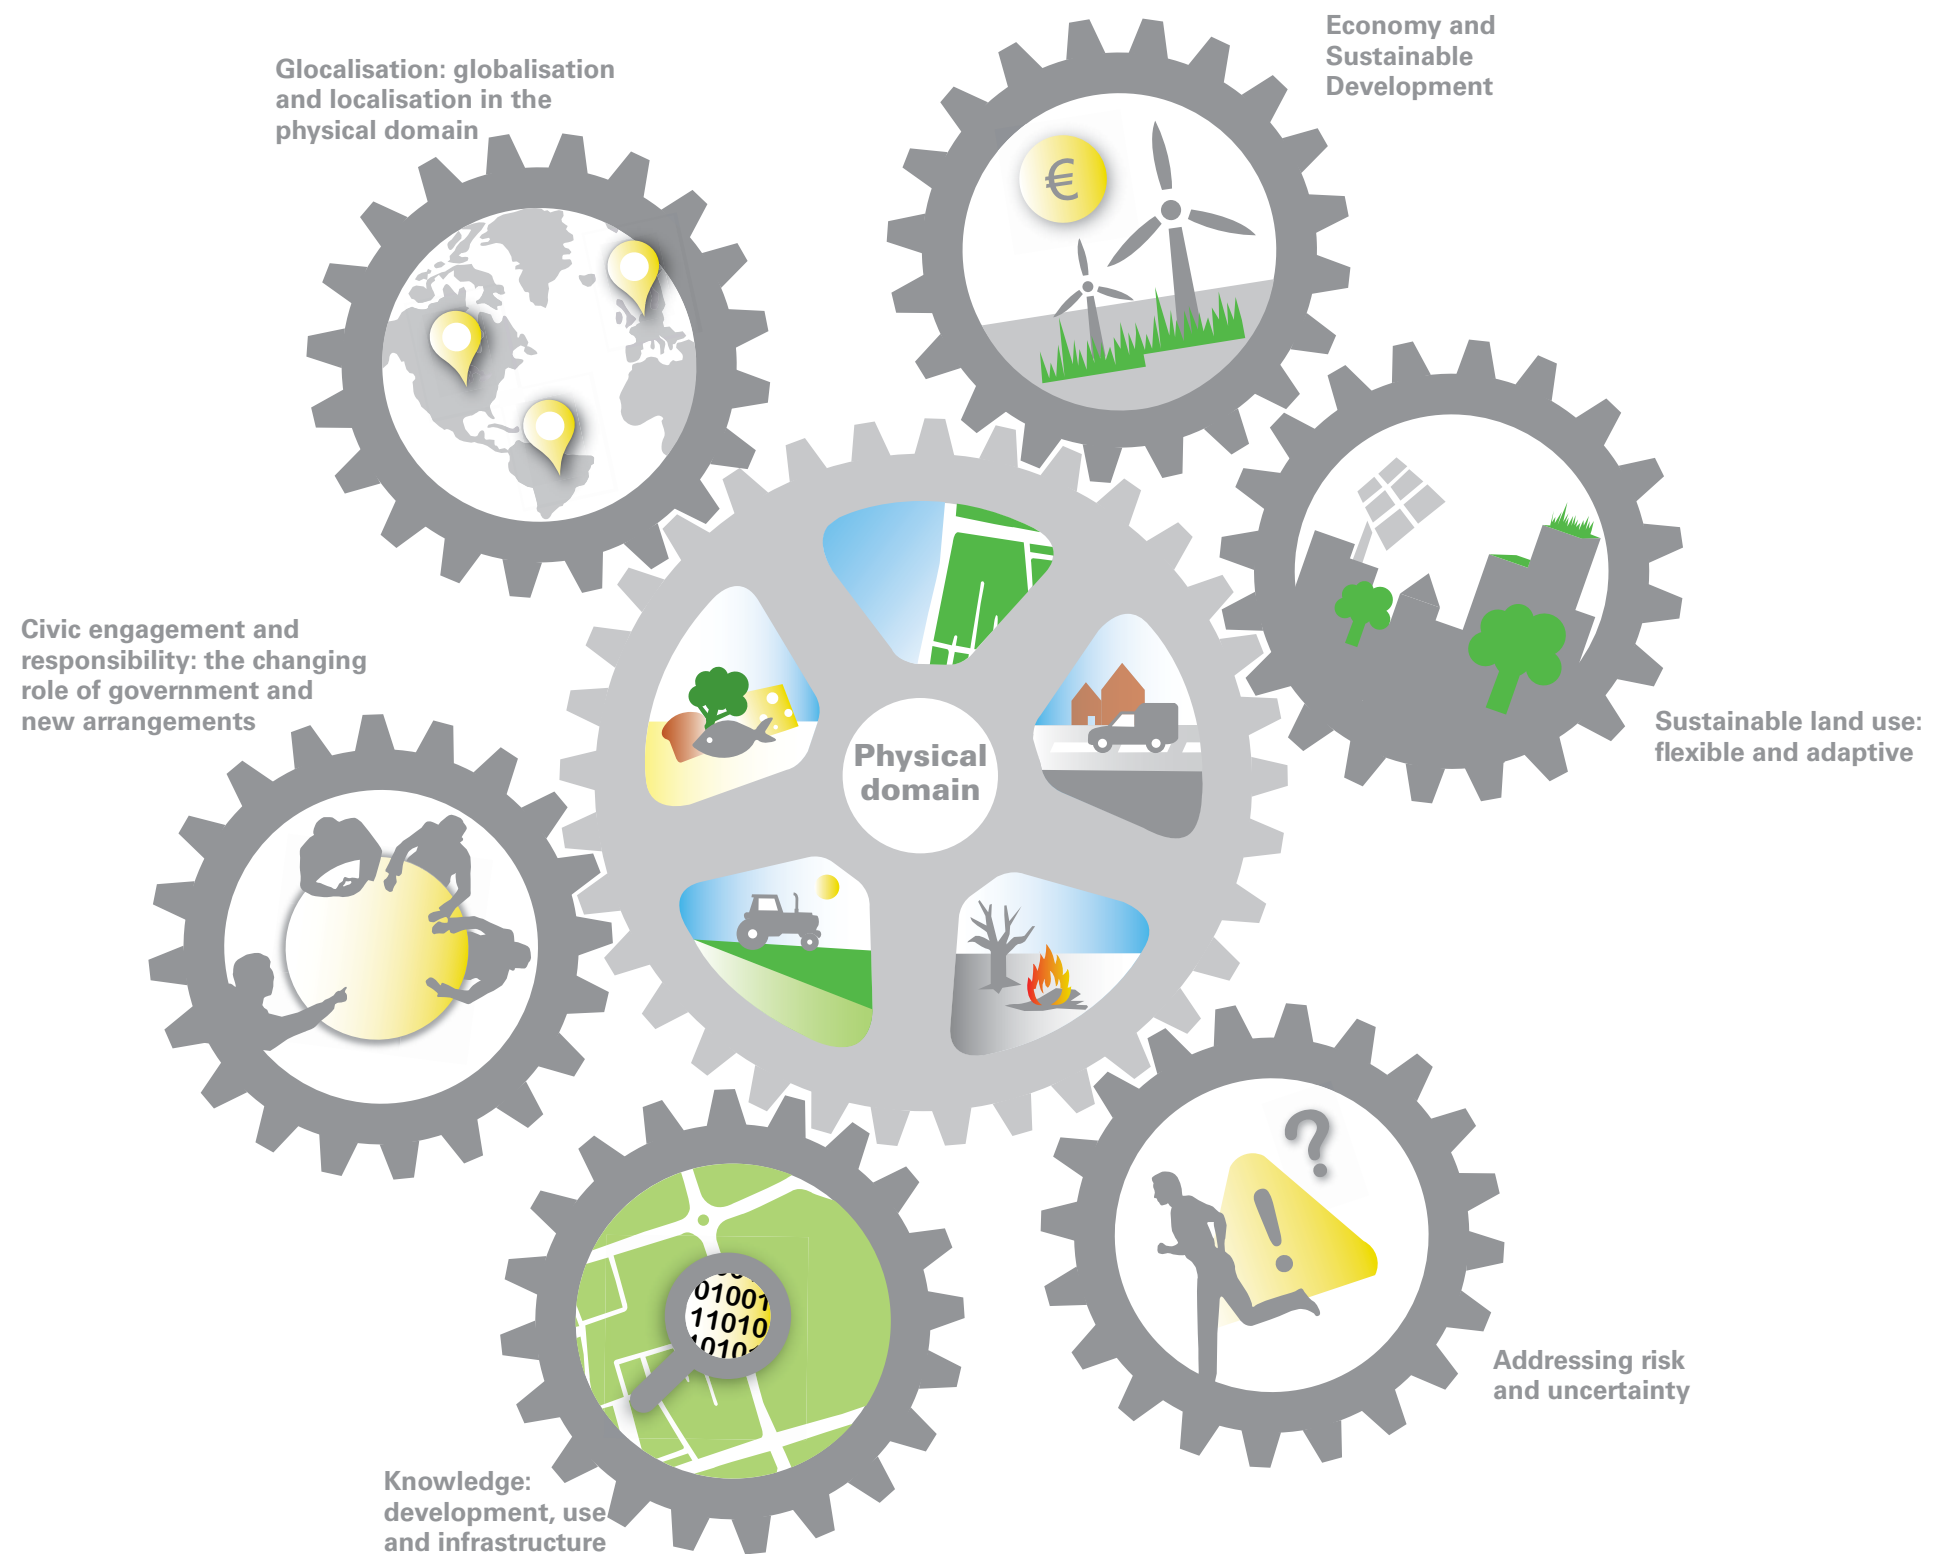 Economy and
Sustainable
Development
Glocalisation: globalisation
and localisation in the
physical domain
€
Civic engagement and
responsibility: the changing
role of government and
new arrangements
Sustainable land use:
flexible and adaptive
Physical
domain
?
!
01001
11010
Addressing risk
and uncertainty
Knowledge:
development, use
and infrastructure